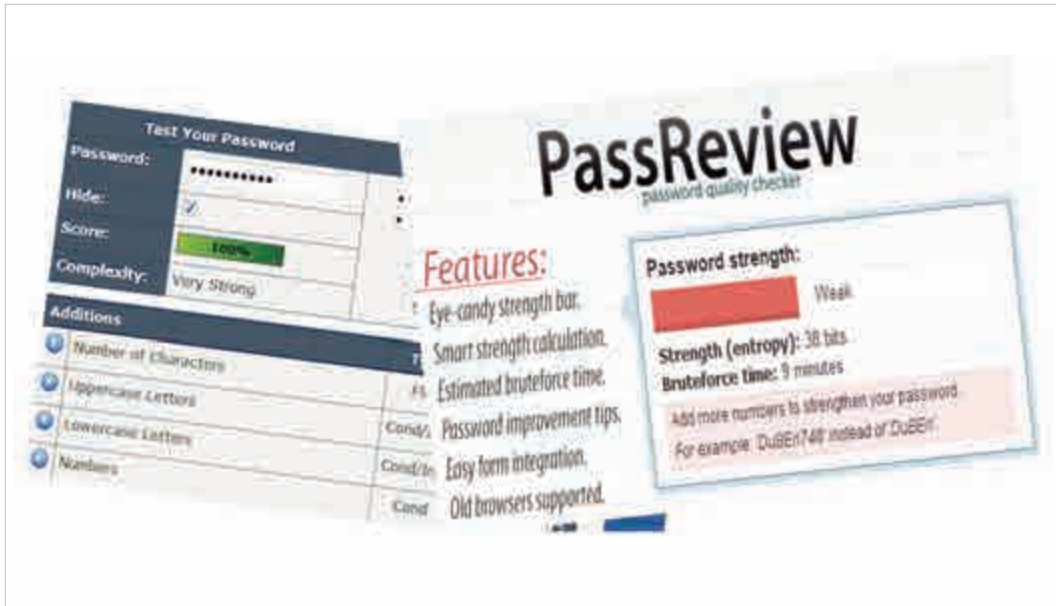 Test Your Password
Password:
Hide:
Score:
100%
Complexity:
Very Strong
Additions
Number of Characters
Uppercase Letters
Cond/
Lowercase Letters
Cond/In
Numbers
Cond
PassReview
password quality checker
Features:
Eye-candy strength bar.
Smart strength calculation.
Estimated bruteforce time.
Password improvement tips.
Easy form integration.
Old browsers supported.
Password strength:
Weak
Strength (entropy): 38 bits
Bruteforce time: 9 minutes
Add more numbers to strengthen your password.
For example 'DuBEn746' instead of 'DuBEn'.